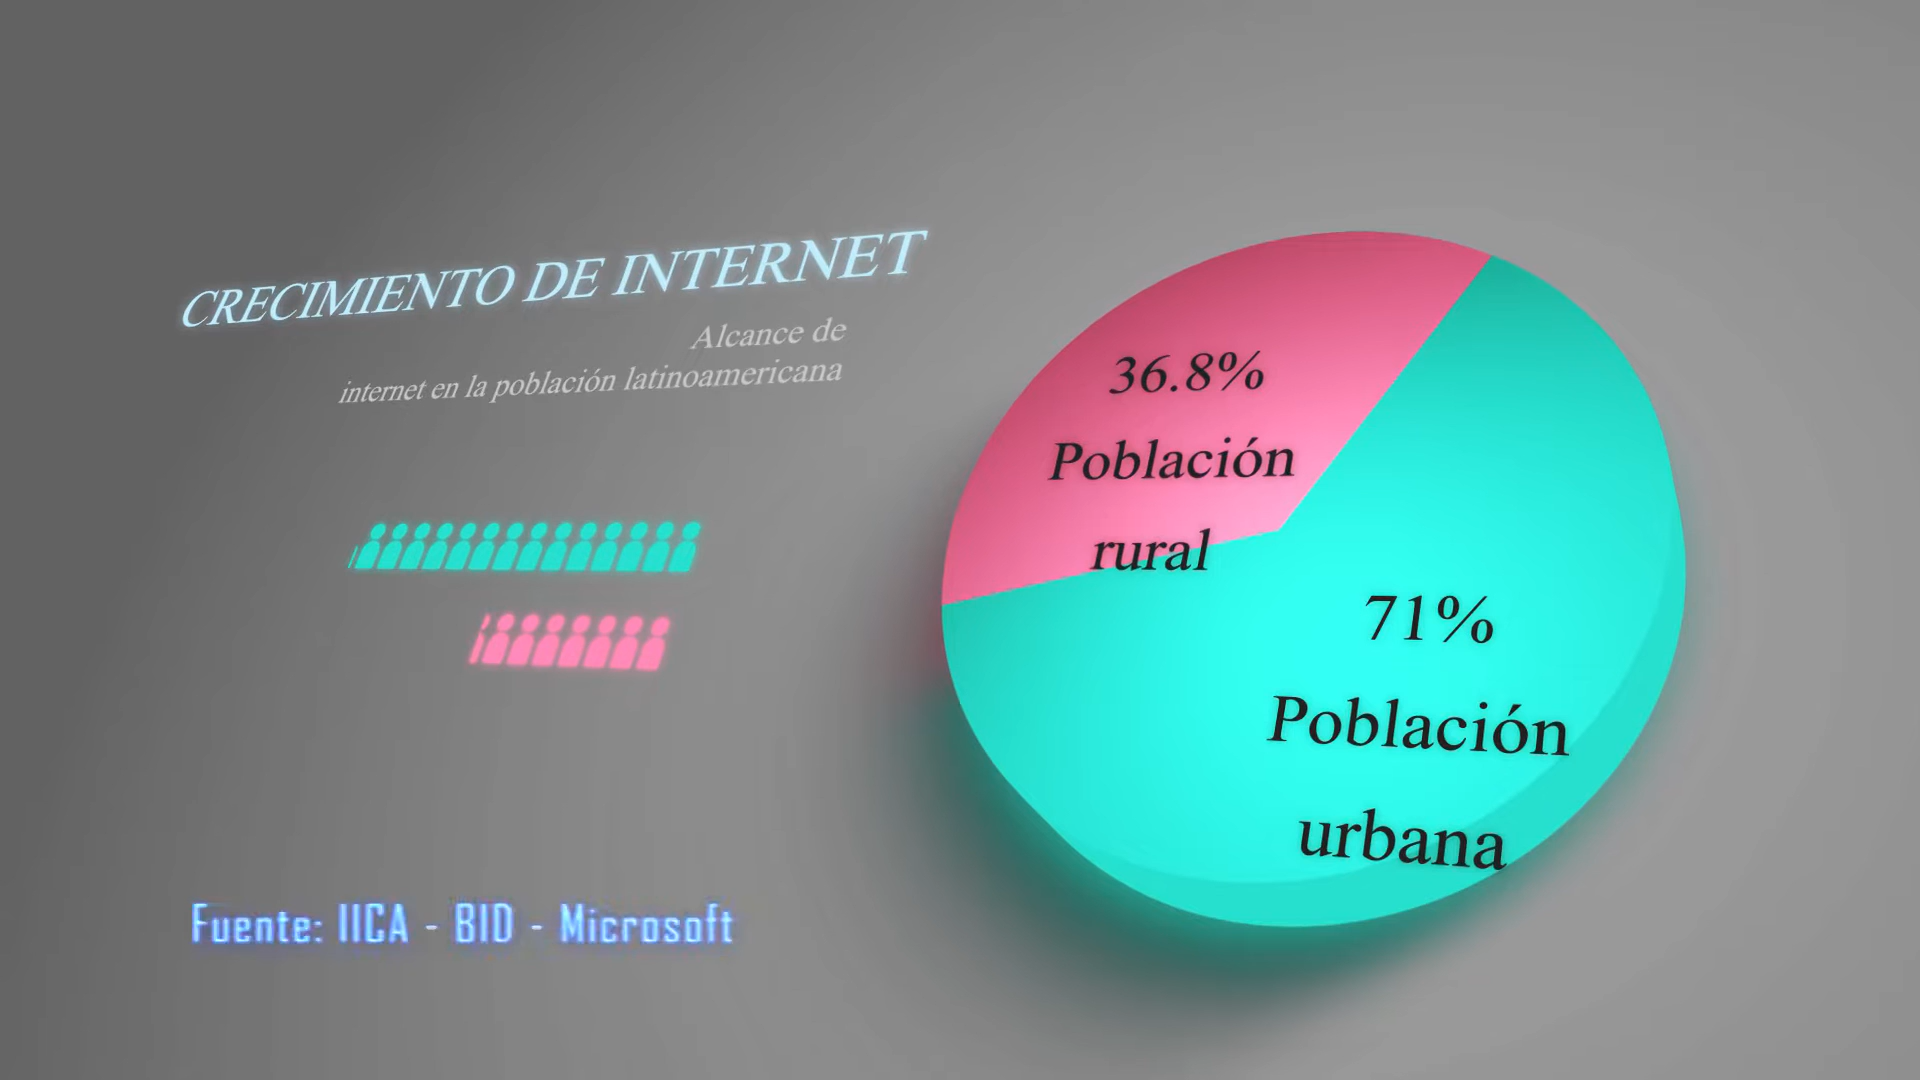 CRECIMIENTO DE INTERNET
Alcance de
internet en la población latinoamericana
36.8%
Población
rural
71%
Población
urbana
Fuente: IICA - BID - Microsoft